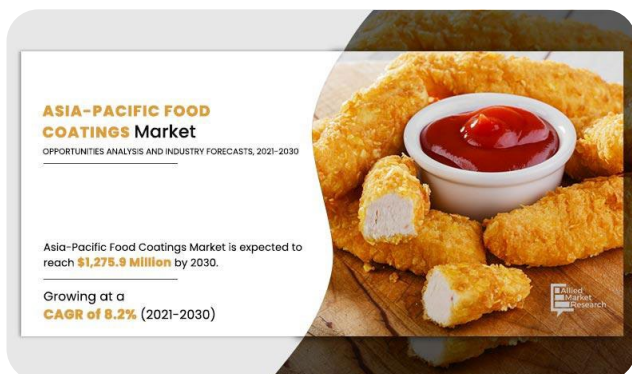 ASIA-PACIFIC FOOD
COATINGS Market
OPPORTUNITIES ANALYSIS AND INDUSTRY FORECASTS, 2021-2030
Asia-Pacific Food Coatings Market is expected to
reach $1,275.9 Million by 2030.
Growing at a
CAGR of 8.2% (2021-2030)
Allied
Market
Research